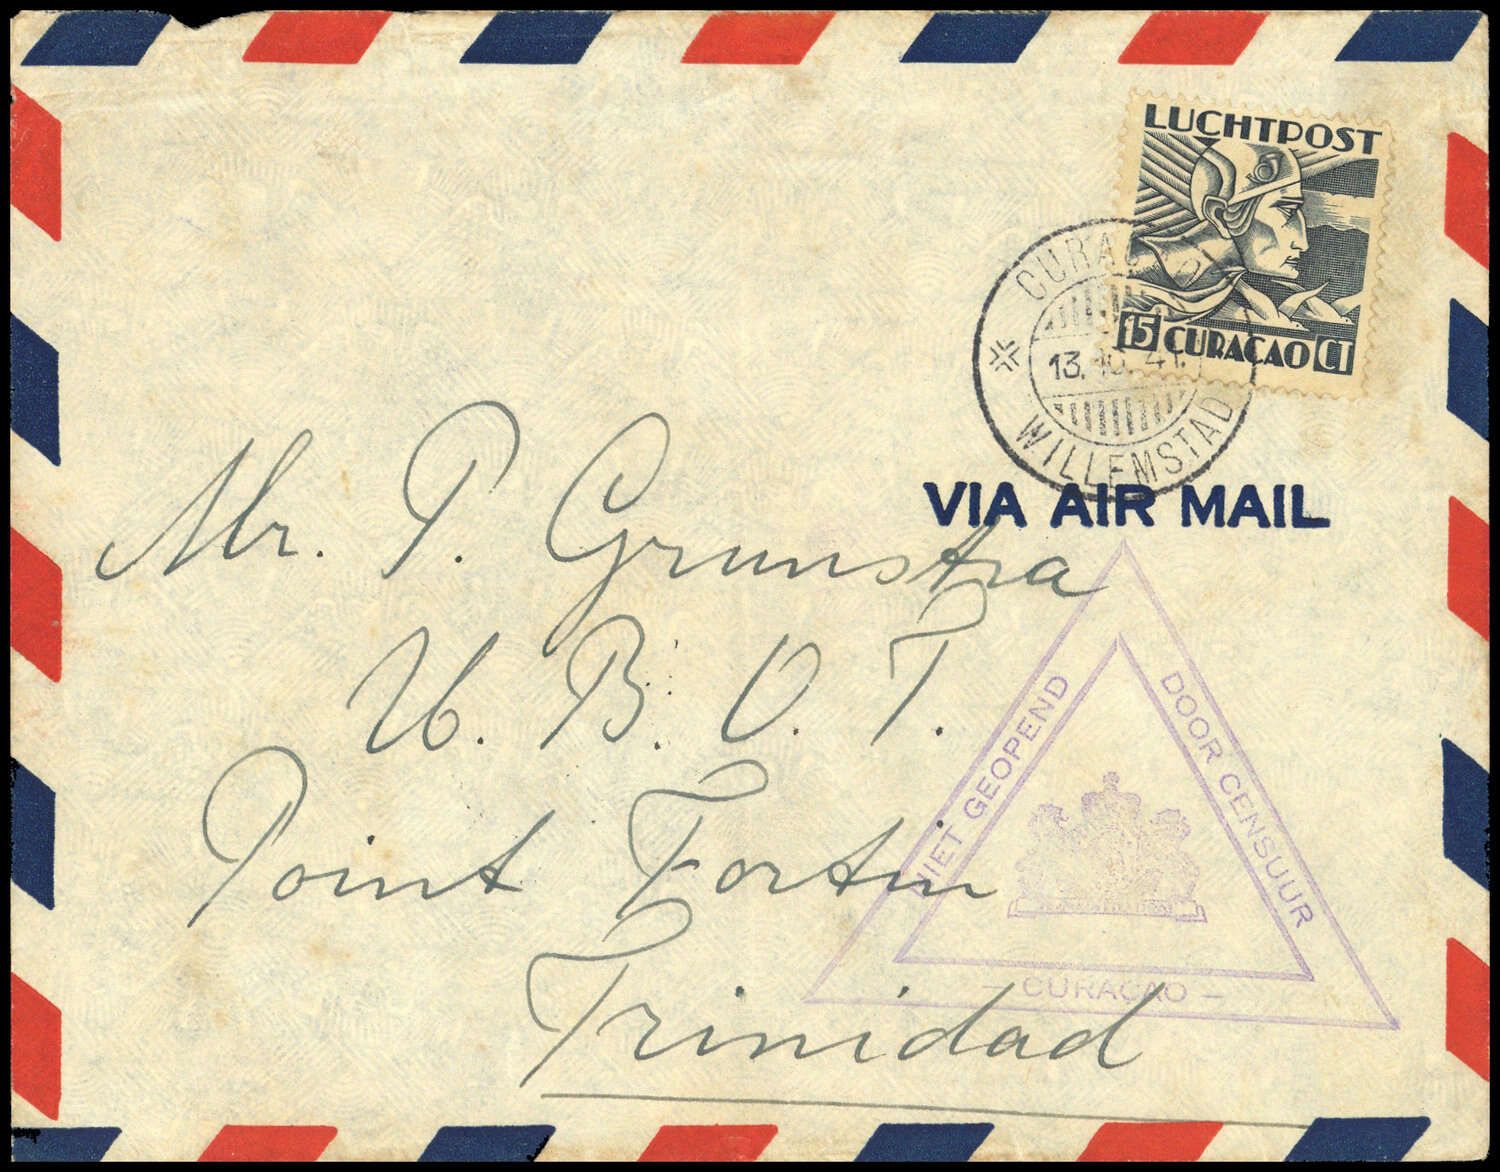 LUCHTPOST
15 CURAÇAO CT
CURAÇAO
13.10.41.
WILLEMSTAD
VIA AIR MAIL
Mr. P. Grunstra
U. B. O. T.
Point Fortin
Trinidad
NIET GEOPEND
DOOR CENSUUR
– CURAÇAO –